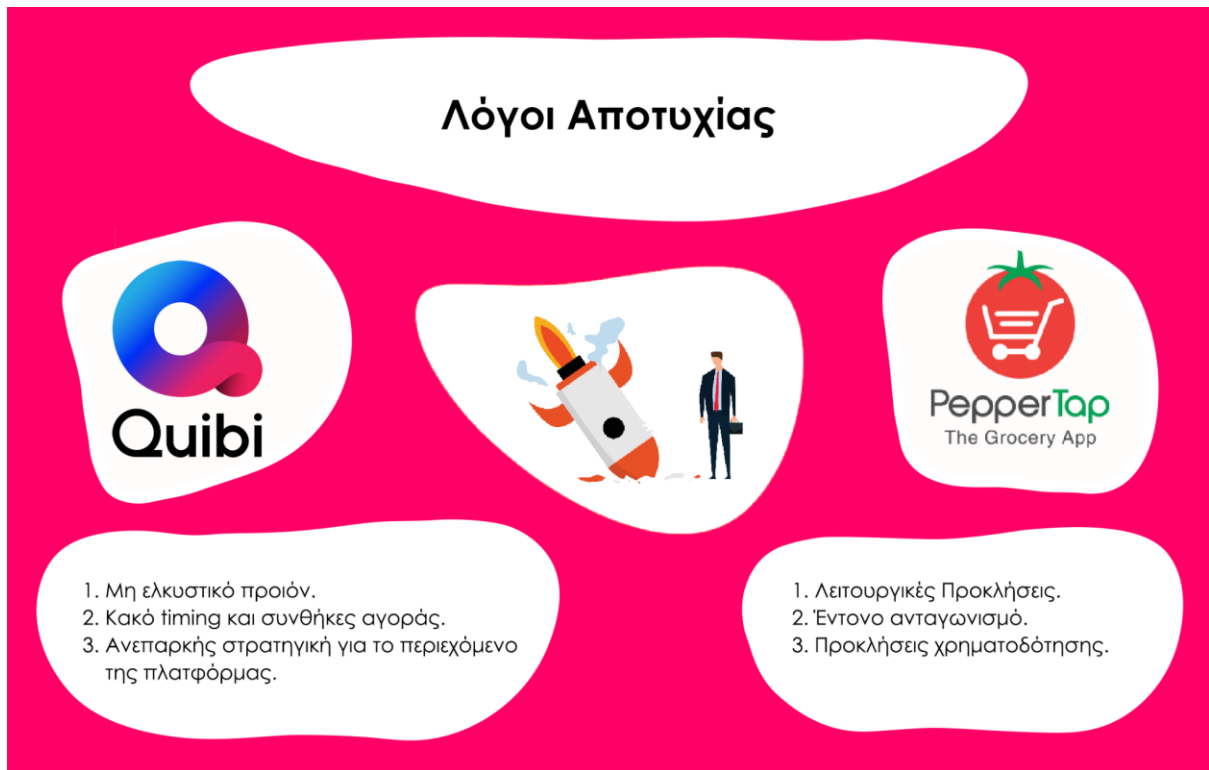 Λόγοι Αποτυχίας
Quibi
PepperTap
The Grocery App
1. Μη ελκυστικό προιόν.
2. Κακό timing και συνθήκες αγοράς.
3. Ανεπαρκής στρατηγική για το περιεχόμενο
της πλατφόρμας.
1. Λειτουργικές Προκλήσεις.
2. Έντονο ανταγωνισμό.
3. Προκλήσεις χρηματοδότησης.